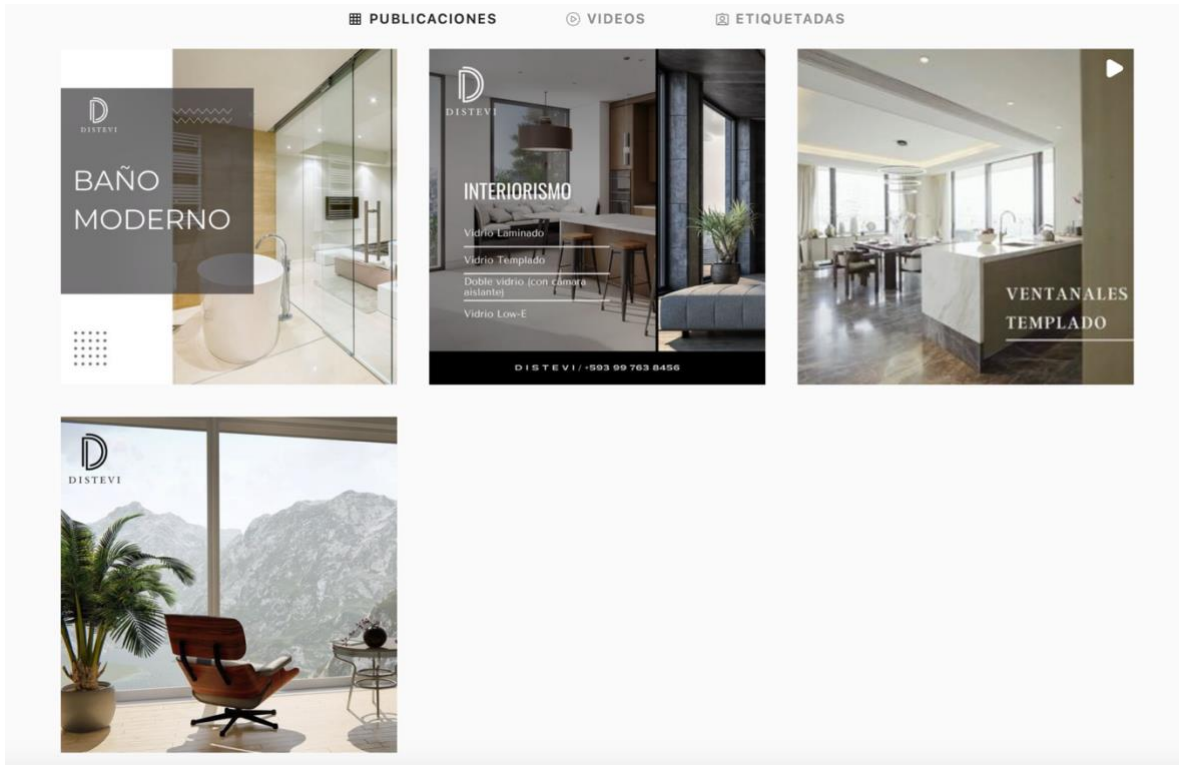 PUBLICACIONES
VIDEOS
ETIQUETADAS
DISTEVI
BAÑO
MODERNO
DISTEVI
INTERIORISMO
Vidrio Laminado
Vidrio Templado
Doble vidrio (con cámara
aislante)
Vidrio Low-E
DISTEVI/+593 99 763 8456
VENTANALES
TEMPLADO
DISTEVI